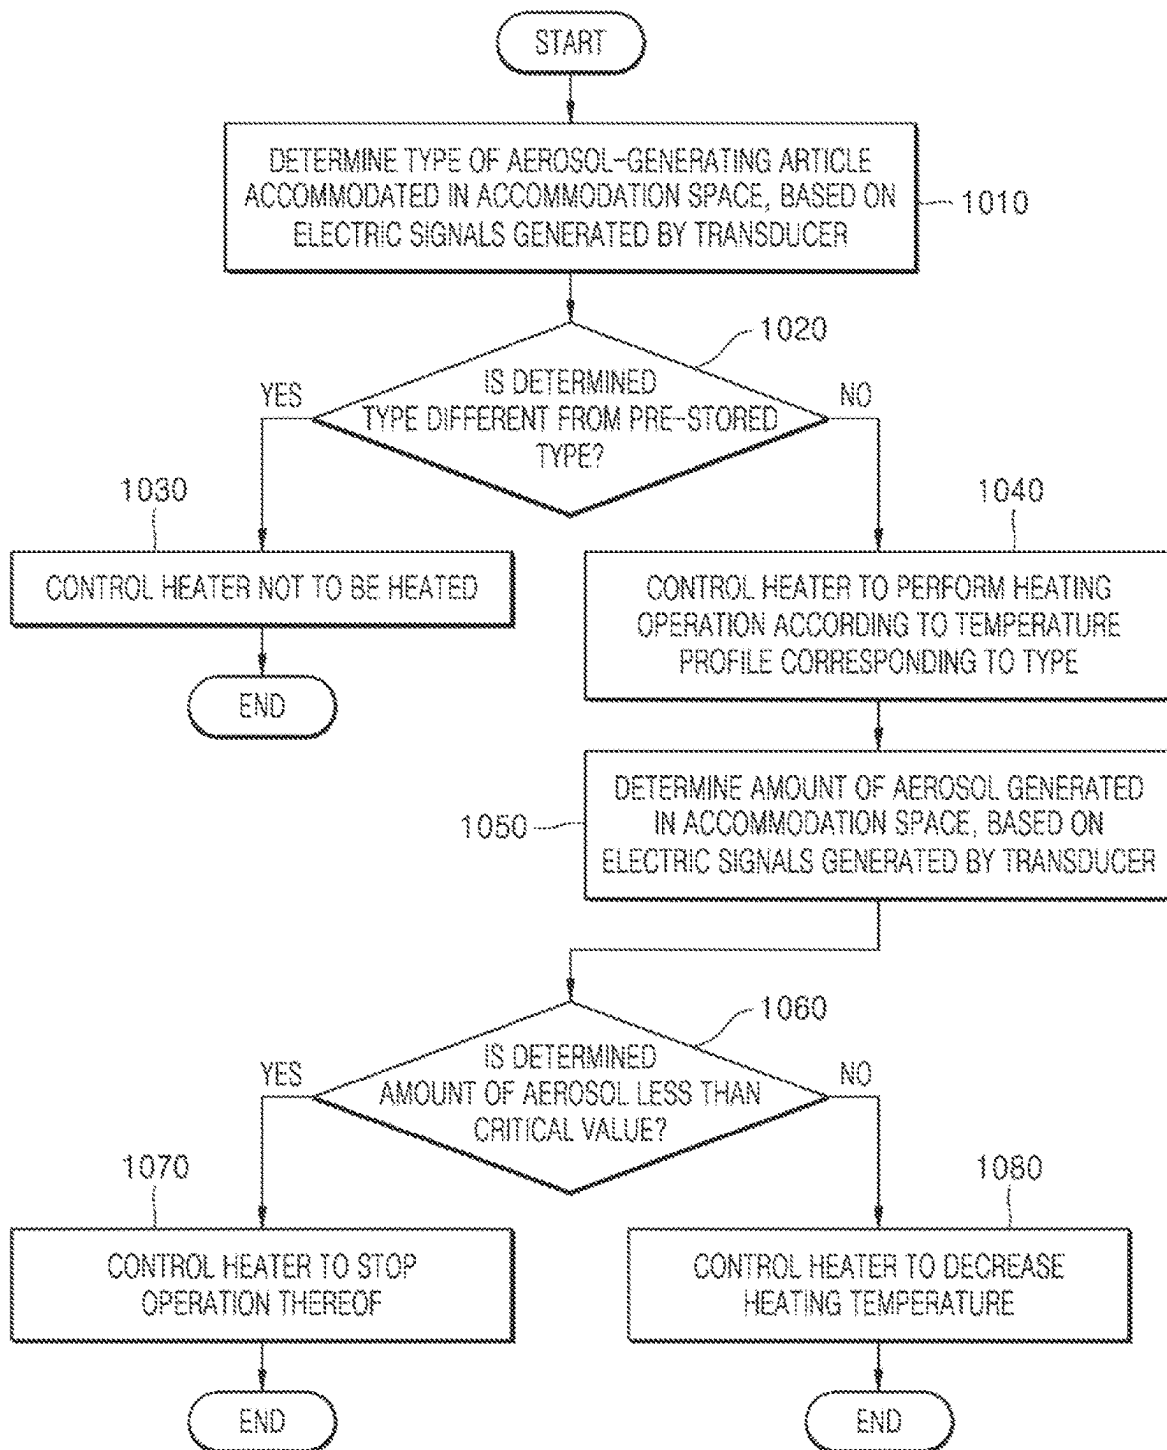 START
DETERMINE TYPE OF AEROSOL-GENERATING ARTICLE
ACCOMMODATED IN ACCOMMODATION SPACE, BASED ON
ELECTRIC SIGNALS GENERATED BY TRANSDUCER
1010
1020
IS DETERMINED
TYPE DIFFERENT FROM PRE-STORED
TYPE?
YES
NO
1030
1040
CONTROL HEATER NOT TO BE HEATED
CONTROL HEATER TO PERFORM HEATING
OPERATION ACCORDING TO TEMPERATURE
PROFILE CORRESPONDING TO TYPE
END
1050
DETERMINE AMOUNT OF AEROSOL GENERATED
IN ACCOMMODATION SPACE, BASED ON
ELECTRIC SIGNALS GENERATED BY TRANSDUCER
1060
IS DETERMINED
AMOUNT OF AEROSOL LESS THAN
CRITICAL VALUE?
YES
NO
1070
1080
CONTROL HEATER TO STOP
OPERATION THEREOF
CONTROL HEATER TO DECREASE
HEATING TEMPERATURE
END
END